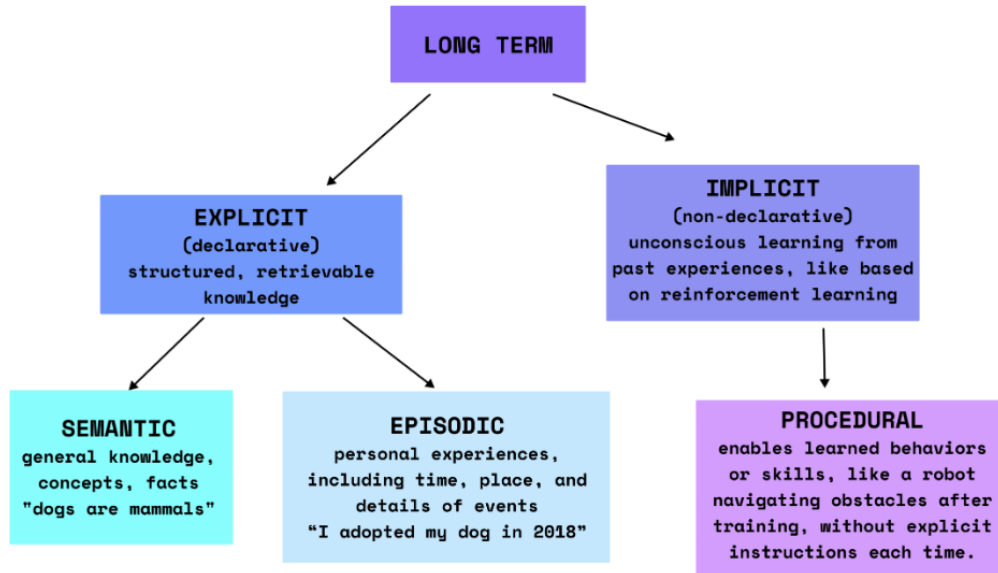 LONG TERM
EXPLICIT
(declarative)
structured, retrievable
knowledge
IMPLICIT
(non-declarative)
unconscious learning from
past experiences, like based
on reinforcement learning
SEMANTIC
general knowledge,
concepts, facts
"dogs are mammals"
EPISODIC
personal experiences,
including time, place, and
details of events
“I adopted my dog in 2018”
PROCEDURAL
enables learned behaviors
or skills, like a robot
navigating obstacles after
training, without explicit
instructions each time.